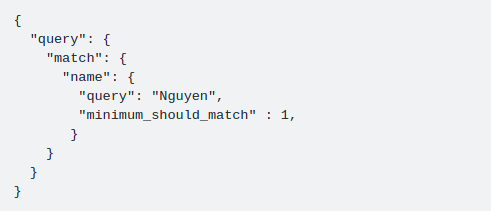 {
  "query": {
    "match": {
      "name": {
        "query": "Nguyen",
        "minimum_should_match" : 1,
       }
    }
  }
}